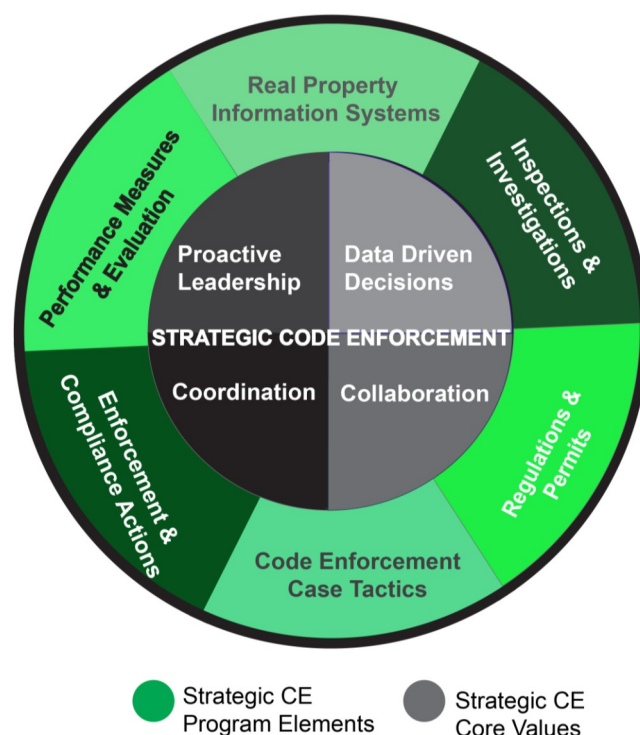 Real Property
Information Systems
Inspections &
Investigations
Performance Measures
& Evaluation
Proactive
Leadership
Data Driven
Decisions
STRATEGIC CODE ENFORCEMENT
Coordination
Collaboration
Enforcement &
Compliance Actions
Regulations &
Permits
Code Enforcement
Case Tactics
Strategic CE
Program Elements
Strategic CE
Core Values